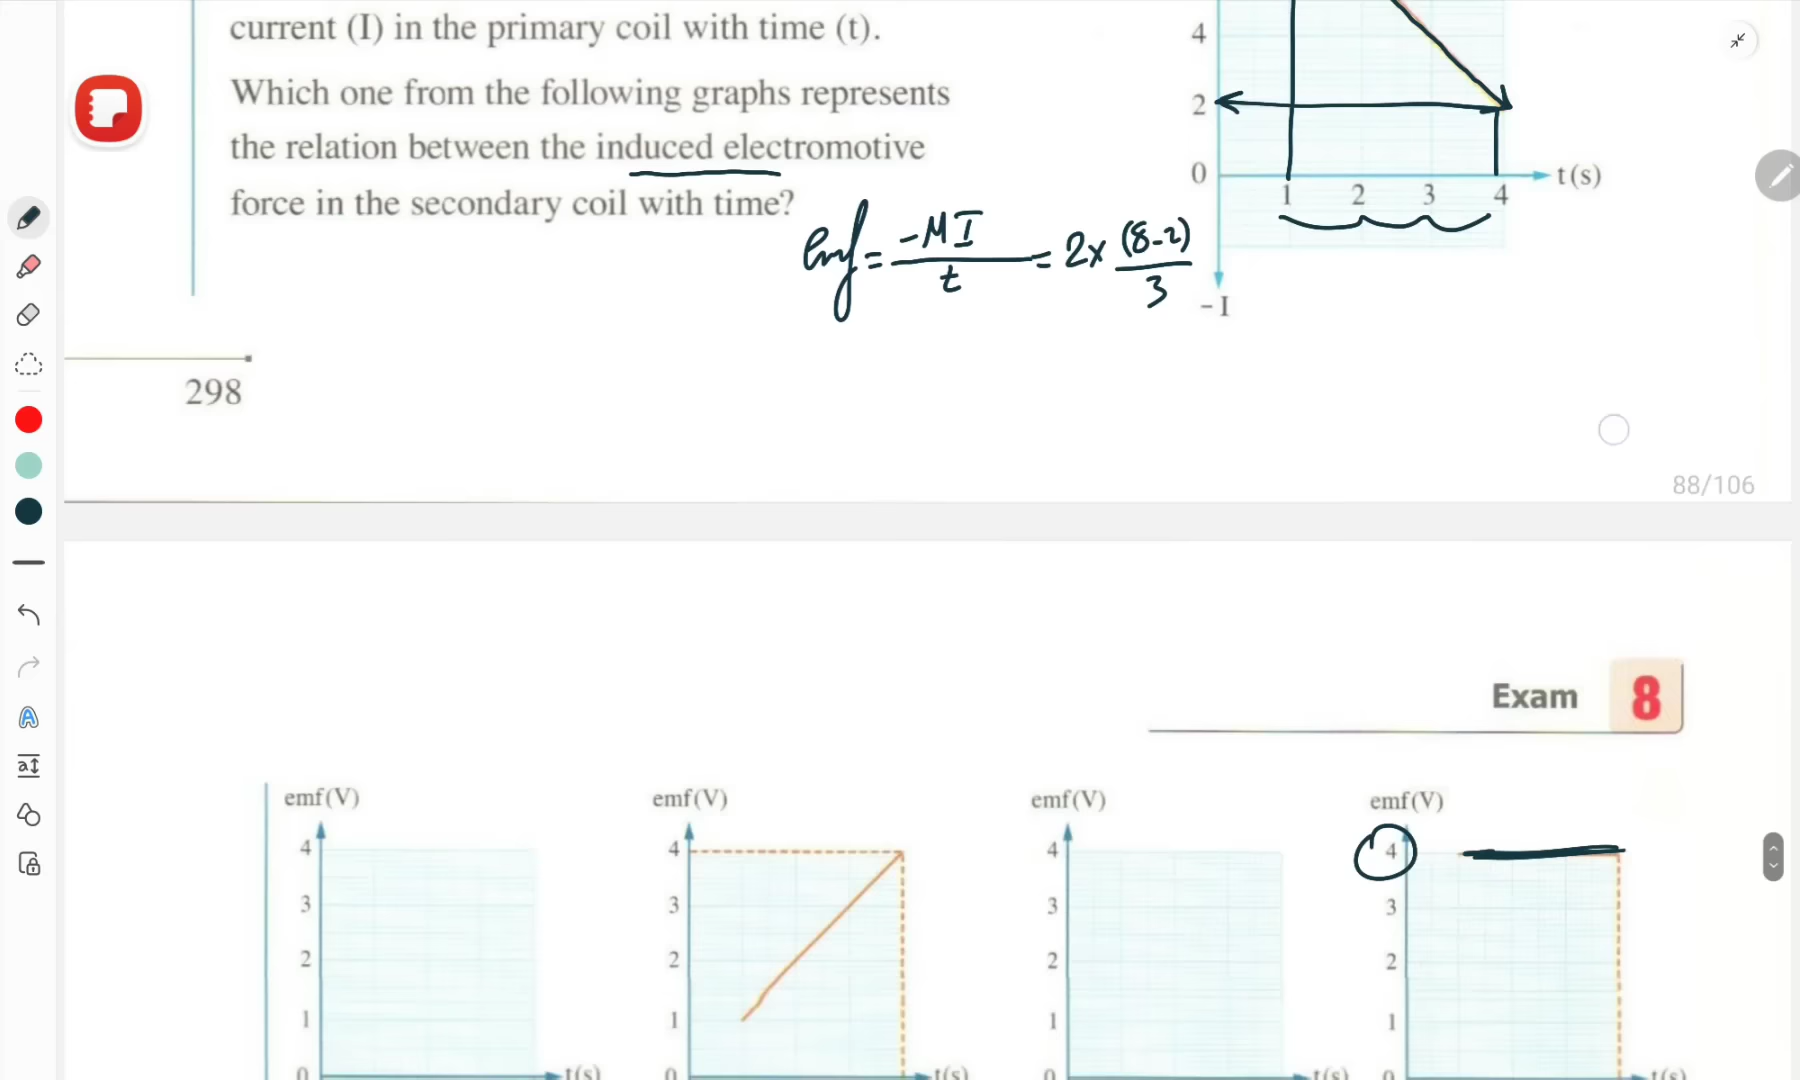 current (I) in the primary coil with time (t).
Which one from the following graphs represents
the relation between the induced electromotive
force in the secondary coil with time?
4
2
0
1 2 3 4 t(s)
-I
emf = -MI / t = 2x (8-2) / 3
298
88/106
Exam 8
emf(V)
4
3
2
1
0
t(s)
emf(V)
4
3
2
1
0
t(s)
emf(V)
4
3
2
1
0
t(s)
emf(V)
4
3
2
1
0
t(s)